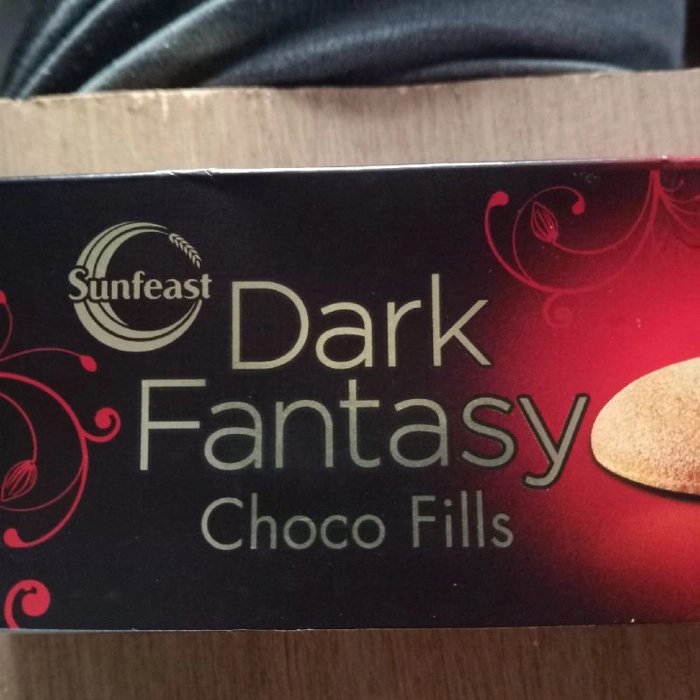 Sunfeast
Dark
Fantasy
Choco Fills